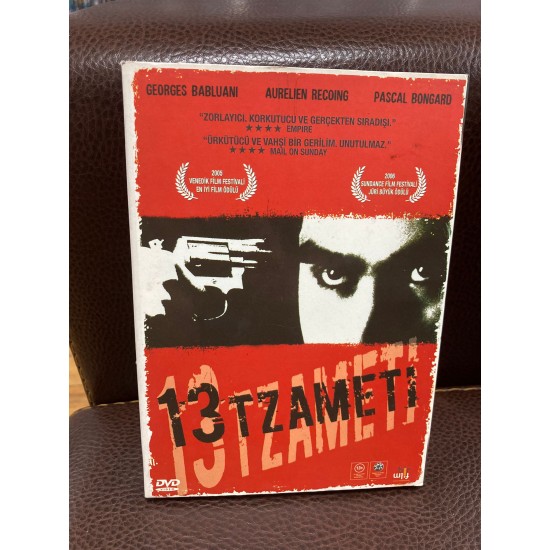 GEORGES BABLUANI AURELIEN RECOING PASCAL BONGARD
"ZORLAYICI, KORKUTUCU VE GERÇEKTEN SIRADIŞI."
★★★★ EMPIRE
"ÜRKÜTÜCÜ VE VAHŞİ BİR GERİLİM. UNUTULMAZ."
★★★★ MAIL ON SUNDAY
2005
VENEDİK FİLM FESTİVALİ
EN İYİ FİLM ÖDÜLÜ
2006
SUNDANCE FİLM FESTİVALİ
JÜRİ BÜYÜK ÖDÜLÜ
13 TZAMETI
13 TZAMETI
DVD
VIDEO